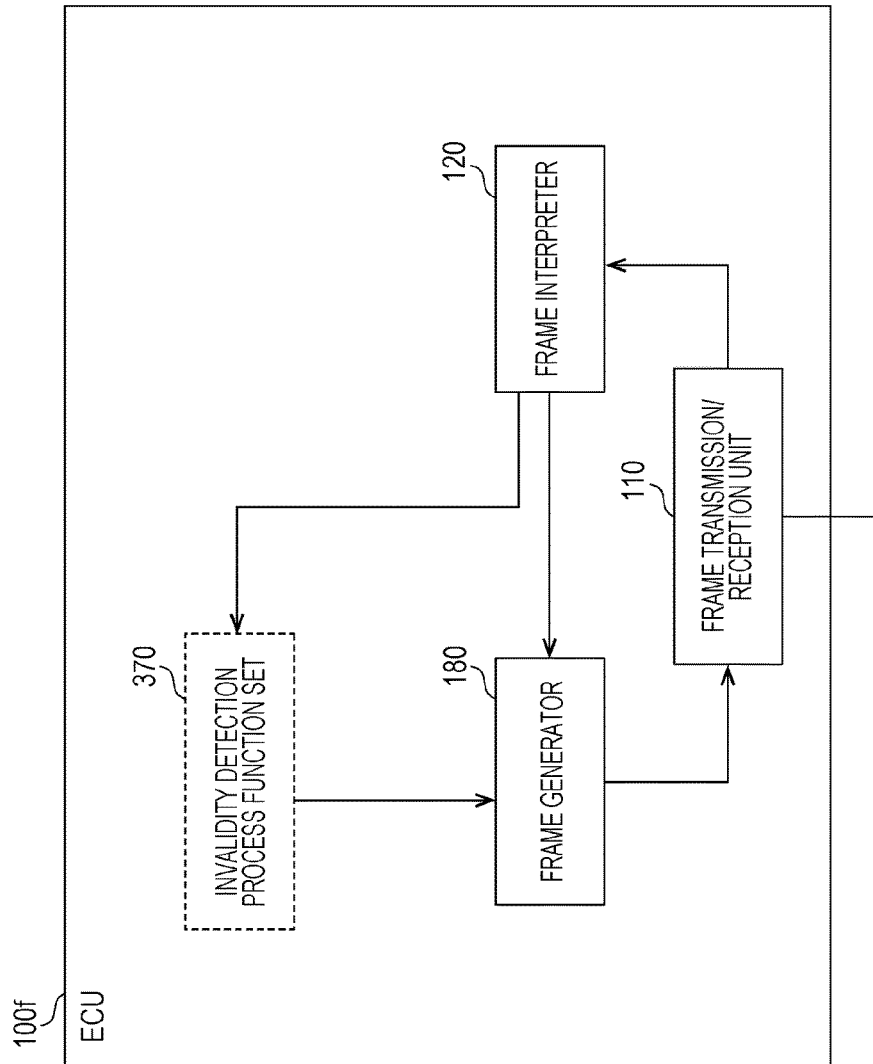 100f
ECU
370
INVALIDITY DETECTION
PROCESS FUNCTION SET
180
FRAME GENERATOR
120
FRAME INTERPRETER
110
FRAME TRANSMISSION/
RECEPTION UNIT